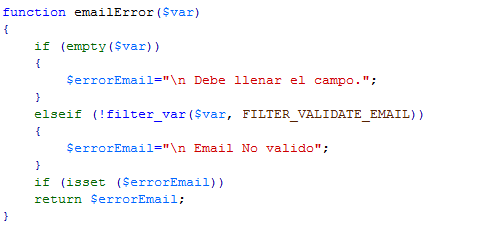 function emailError($var)
{
    if (empty($var))
    {
        $errorEmail="\n Debe llenar el campo.";
    }
    elseif (!filter_var($var, FILTER_VALIDATE_EMAIL))
    {
        $errorEmail="\n Email No valido";
    }
    if (isset ($errorEmail))
    return $errorEmail;
}